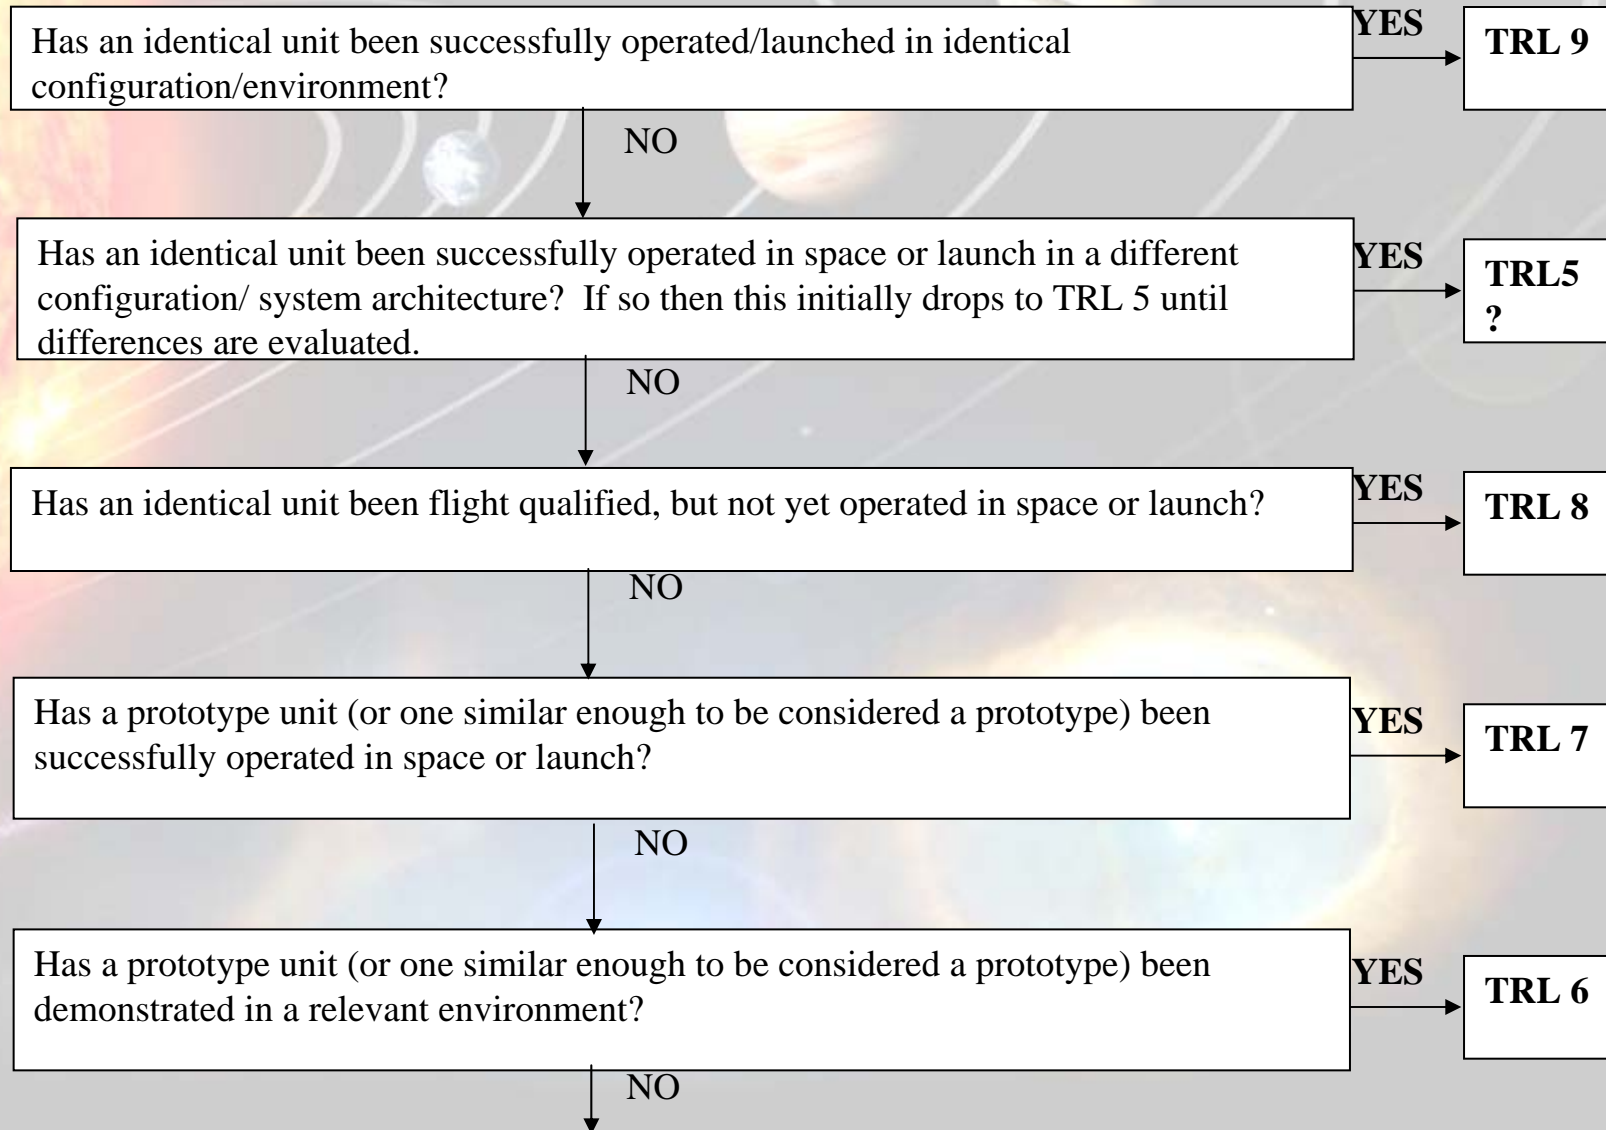 Has an identical unit been successfully operated/launched in identical
configuration/environment?
YES
TRL 9
NO
Has an identical unit been successfully operated in space or launch in a different
configuration/ system architecture?  If so then this initially drops to TRL 5 until
differences are evaluated.
YES
TRL5
?
NO
Has an identical unit been flight qualified, but not yet operated in space or launch?
YES
TRL 8
NO
Has a prototype unit (or one similar enough to be considered a prototype) been
successfully operated in space or launch?
YES
TRL 7
NO
Has a prototype unit (or one similar enough to be considered a prototype) been
demonstrated in a relevant environment?
YES
TRL 6
NO